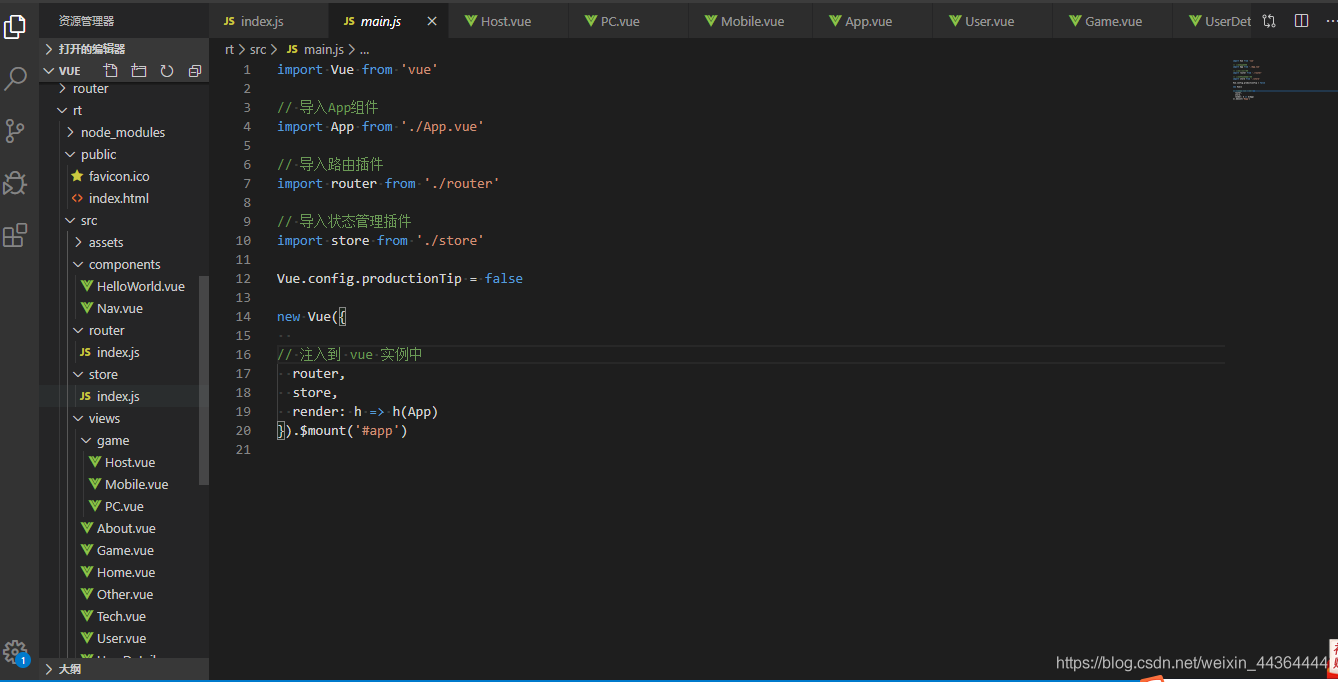 资源管理器
打开的编辑器
VUE
router
rt
node_modules
public
favicon.ico
<> index.html
src
assets
components
HelloWorld.vue
Nav.vue
router
JS index.js
store
JS index.js
views
game
Host.vue
Mobile.vue
PC.vue
About.vue
Game.vue
Home.vue
Other.vue
Tech.vue
User.vue
大纲
1
JS index.js JS main.js × Host.vue PC.vue Mobile.vue App.vue User.vue Game.vue UserDet
rt > src > JS main.js > ...
1 import Vue from 'vue'
2
3 // 导入App组件
4 import App from './App.vue'
5
6 // 导入路由插件
7 import router from './router'
8
9 // 导入状态管理插件
10 import store from './store'
11
12 Vue.config.productionTip = false
13
14 new Vue({
15
16 // 注入到 vue 实例中
17 router,
18 store,
19 render: h => h(App)
20 }).$mount('#app')
21
https://blog.csdn.net/weixin_44364444